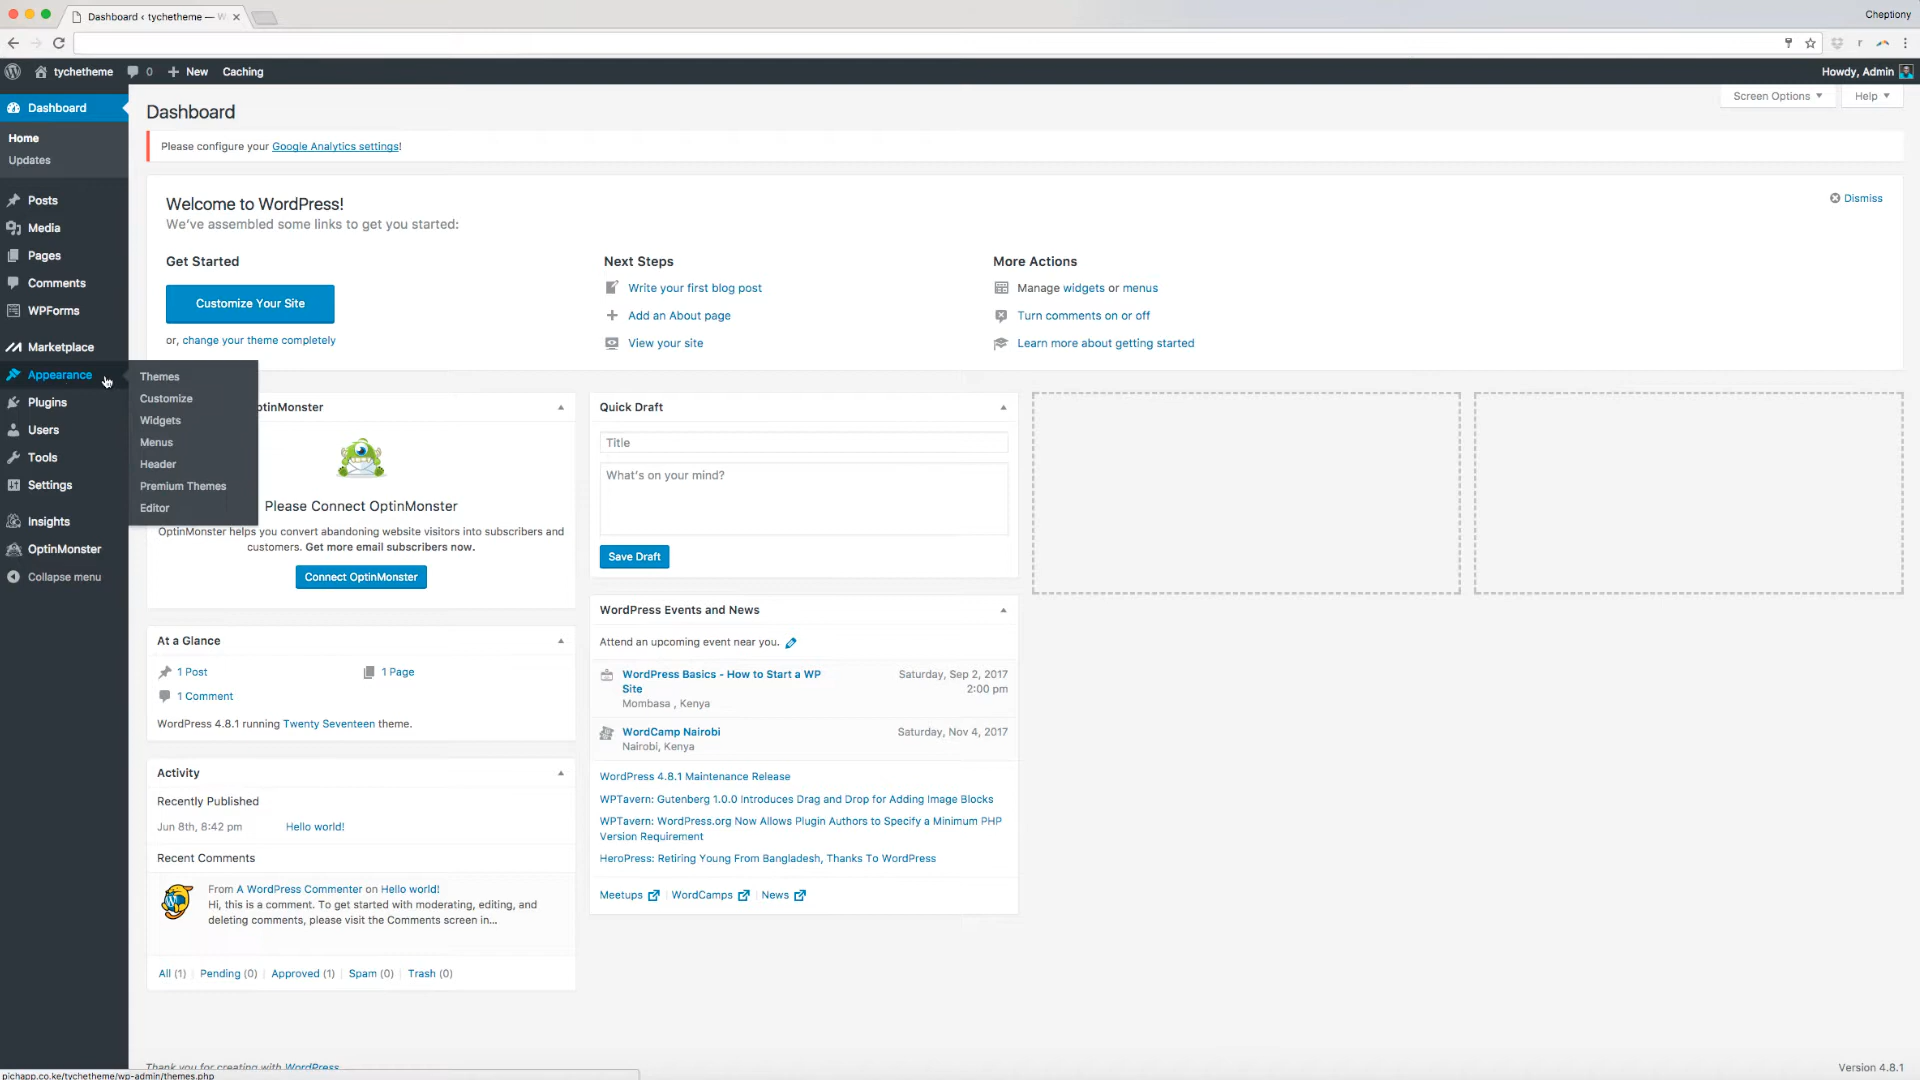 Dashboard ‹ tychetheme — W
Cheptiony
tychetheme
0
New
Caching
Howdy, Admin
Dashboard
Home
Updates
Posts
Media
Pages
Comments
WPForms
Marketplace
Appearance
Plugins
Users
Tools
Settings
Insights
OptinMonster
Collapse menu
Themes
Customize
Widgets
Menus
Header
Premium Themes
Editor
Dashboard
Screen Options
Help
Please configure your Google Analytics settings!
Welcome to WordPress!
We've assembled some links to get you started:
Dismiss
Get Started
Customize Your Site
or, change your theme completely
Next Steps
Write your first blog post
Add an About page
View your site
More Actions
Manage widgets or menus
Turn comments on or off
Learn more about getting started
ptinMonster
Please Connect OptinMonster
OptinMonster helps you convert abandoning website visitors into subscribers and
customers. Get more email subscribers now.
Connect OptinMonster
At a Glance
1 Post
1 Page
1 Comment
WordPress 4.8.1 running Twenty Seventeen theme.
Activity
Recently Published
Jun 8th, 8:42 pm
Hello world!
Recent Comments
From A WordPress Commenter on Hello world!
Hi, this is a comment. To get started with moderating, editing, and
deleting comments, please visit the Comments screen in...
All (1) | Pending (0) | Approved (1) | Spam (0) | Trash (0)
Quick Draft
Title
What's on your mind?
Save Draft
WordPress Events and News
Attend an upcoming event near you.
WordPress Basics - How to Start a WP
Site
Mombasa , Kenya
Saturday, Sep 2, 2017
2:00 pm
WordCamp Nairobi
Nairobi, Kenya
Saturday, Nov 4, 2017
WordPress 4.8.1 Maintenance Release
WPTavern: Gutenberg 1.0.0 Introduces Drag and Drop for Adding Image Blocks
WPTavern: WordPress.org Now Allows Plugin Authors to Specify a Minimum PHP
Version Requirement
HeroPress: Retiring Young From Bangladesh, Thanks To WordPress
Meetups | WordCamps | News
Thank you for creating with WordPress
Version 4.8.1
pichapp.co.ke/tychetheme/wp-admin/themes.php